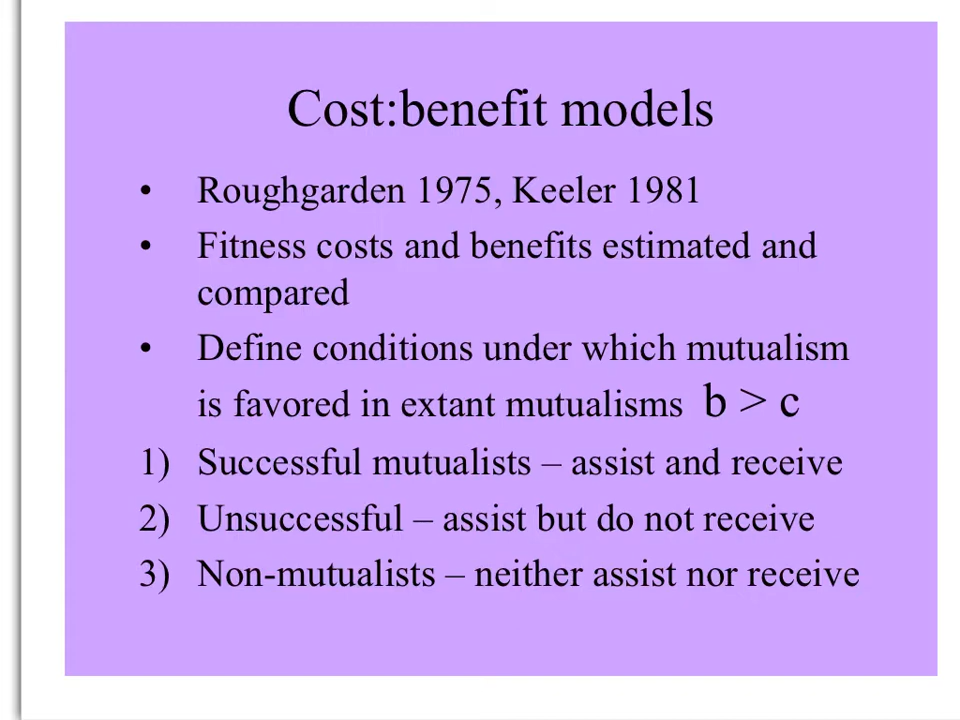 Cost:benefit models
• Roughgarden 1975, Keeler 1981
• Fitness costs and benefits estimated and
compared
• Define conditions under which mutualism
is favored in extant mutualisms b > c
1) Successful mutualists – assist and receive
2) Unsuccessful – assist but do not receive
3) Non-mutualists – neither assist nor receive